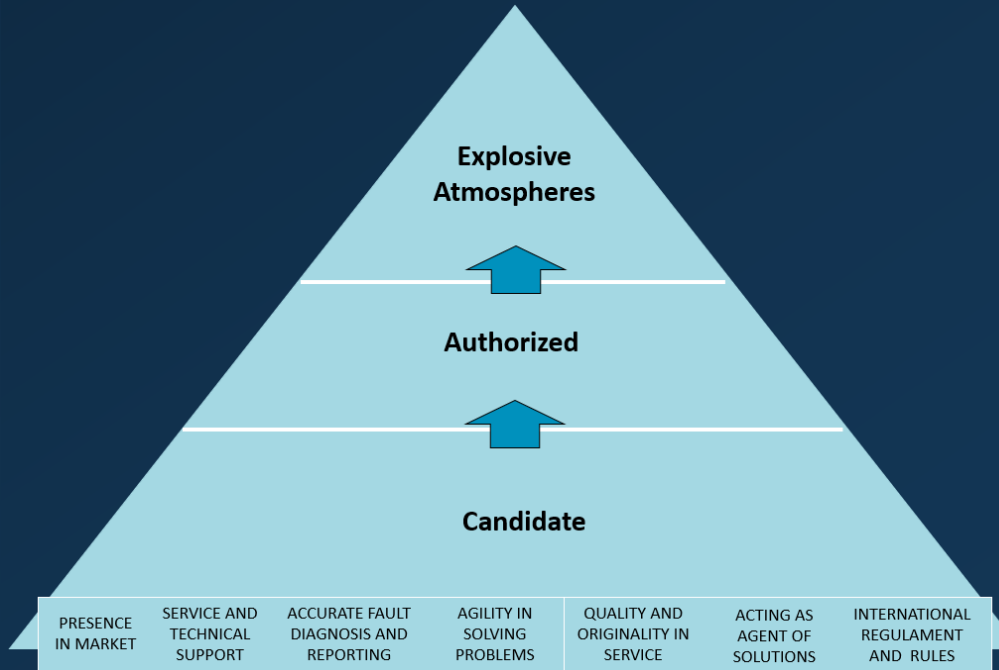 Explosive
Atmospheres
Authorized
Candidate
PRESENCE
IN MARKET
SERVICE AND
TECHNICAL
SUPPORT
ACCURATE FAULT
DIAGNOSIS AND
REPORTING
AGILITY IN
SOLVING
PROBLEMS
QUALITY AND
ORIGINALITY IN
SERVICE
ACTING AS
AGENT OF
SOLUTIONS
INTERNATIONAL
REGULAMENT
AND  RULES